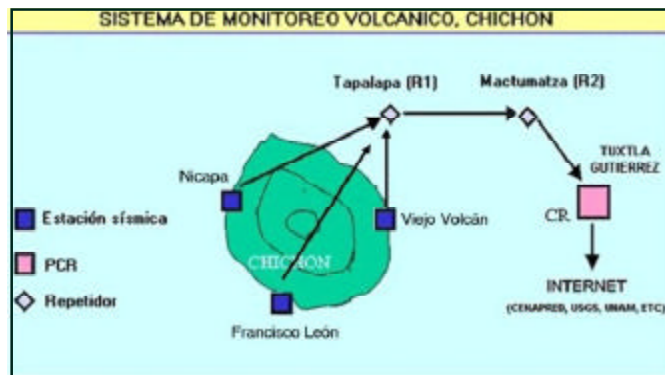 SISTEMA DE MONITOREO VOLCANICO, CHICHON
Tapalapa (R1)
Mactumatza (R2)
TUXTLA
GUTIERREZ
Nicapa
Estación sísmica
Viejo Volcán
CR
PCR
CHICHON
INTERNET
Repetidor
(CENAPRED, USGS, UNAM, ETC)
Francisco León